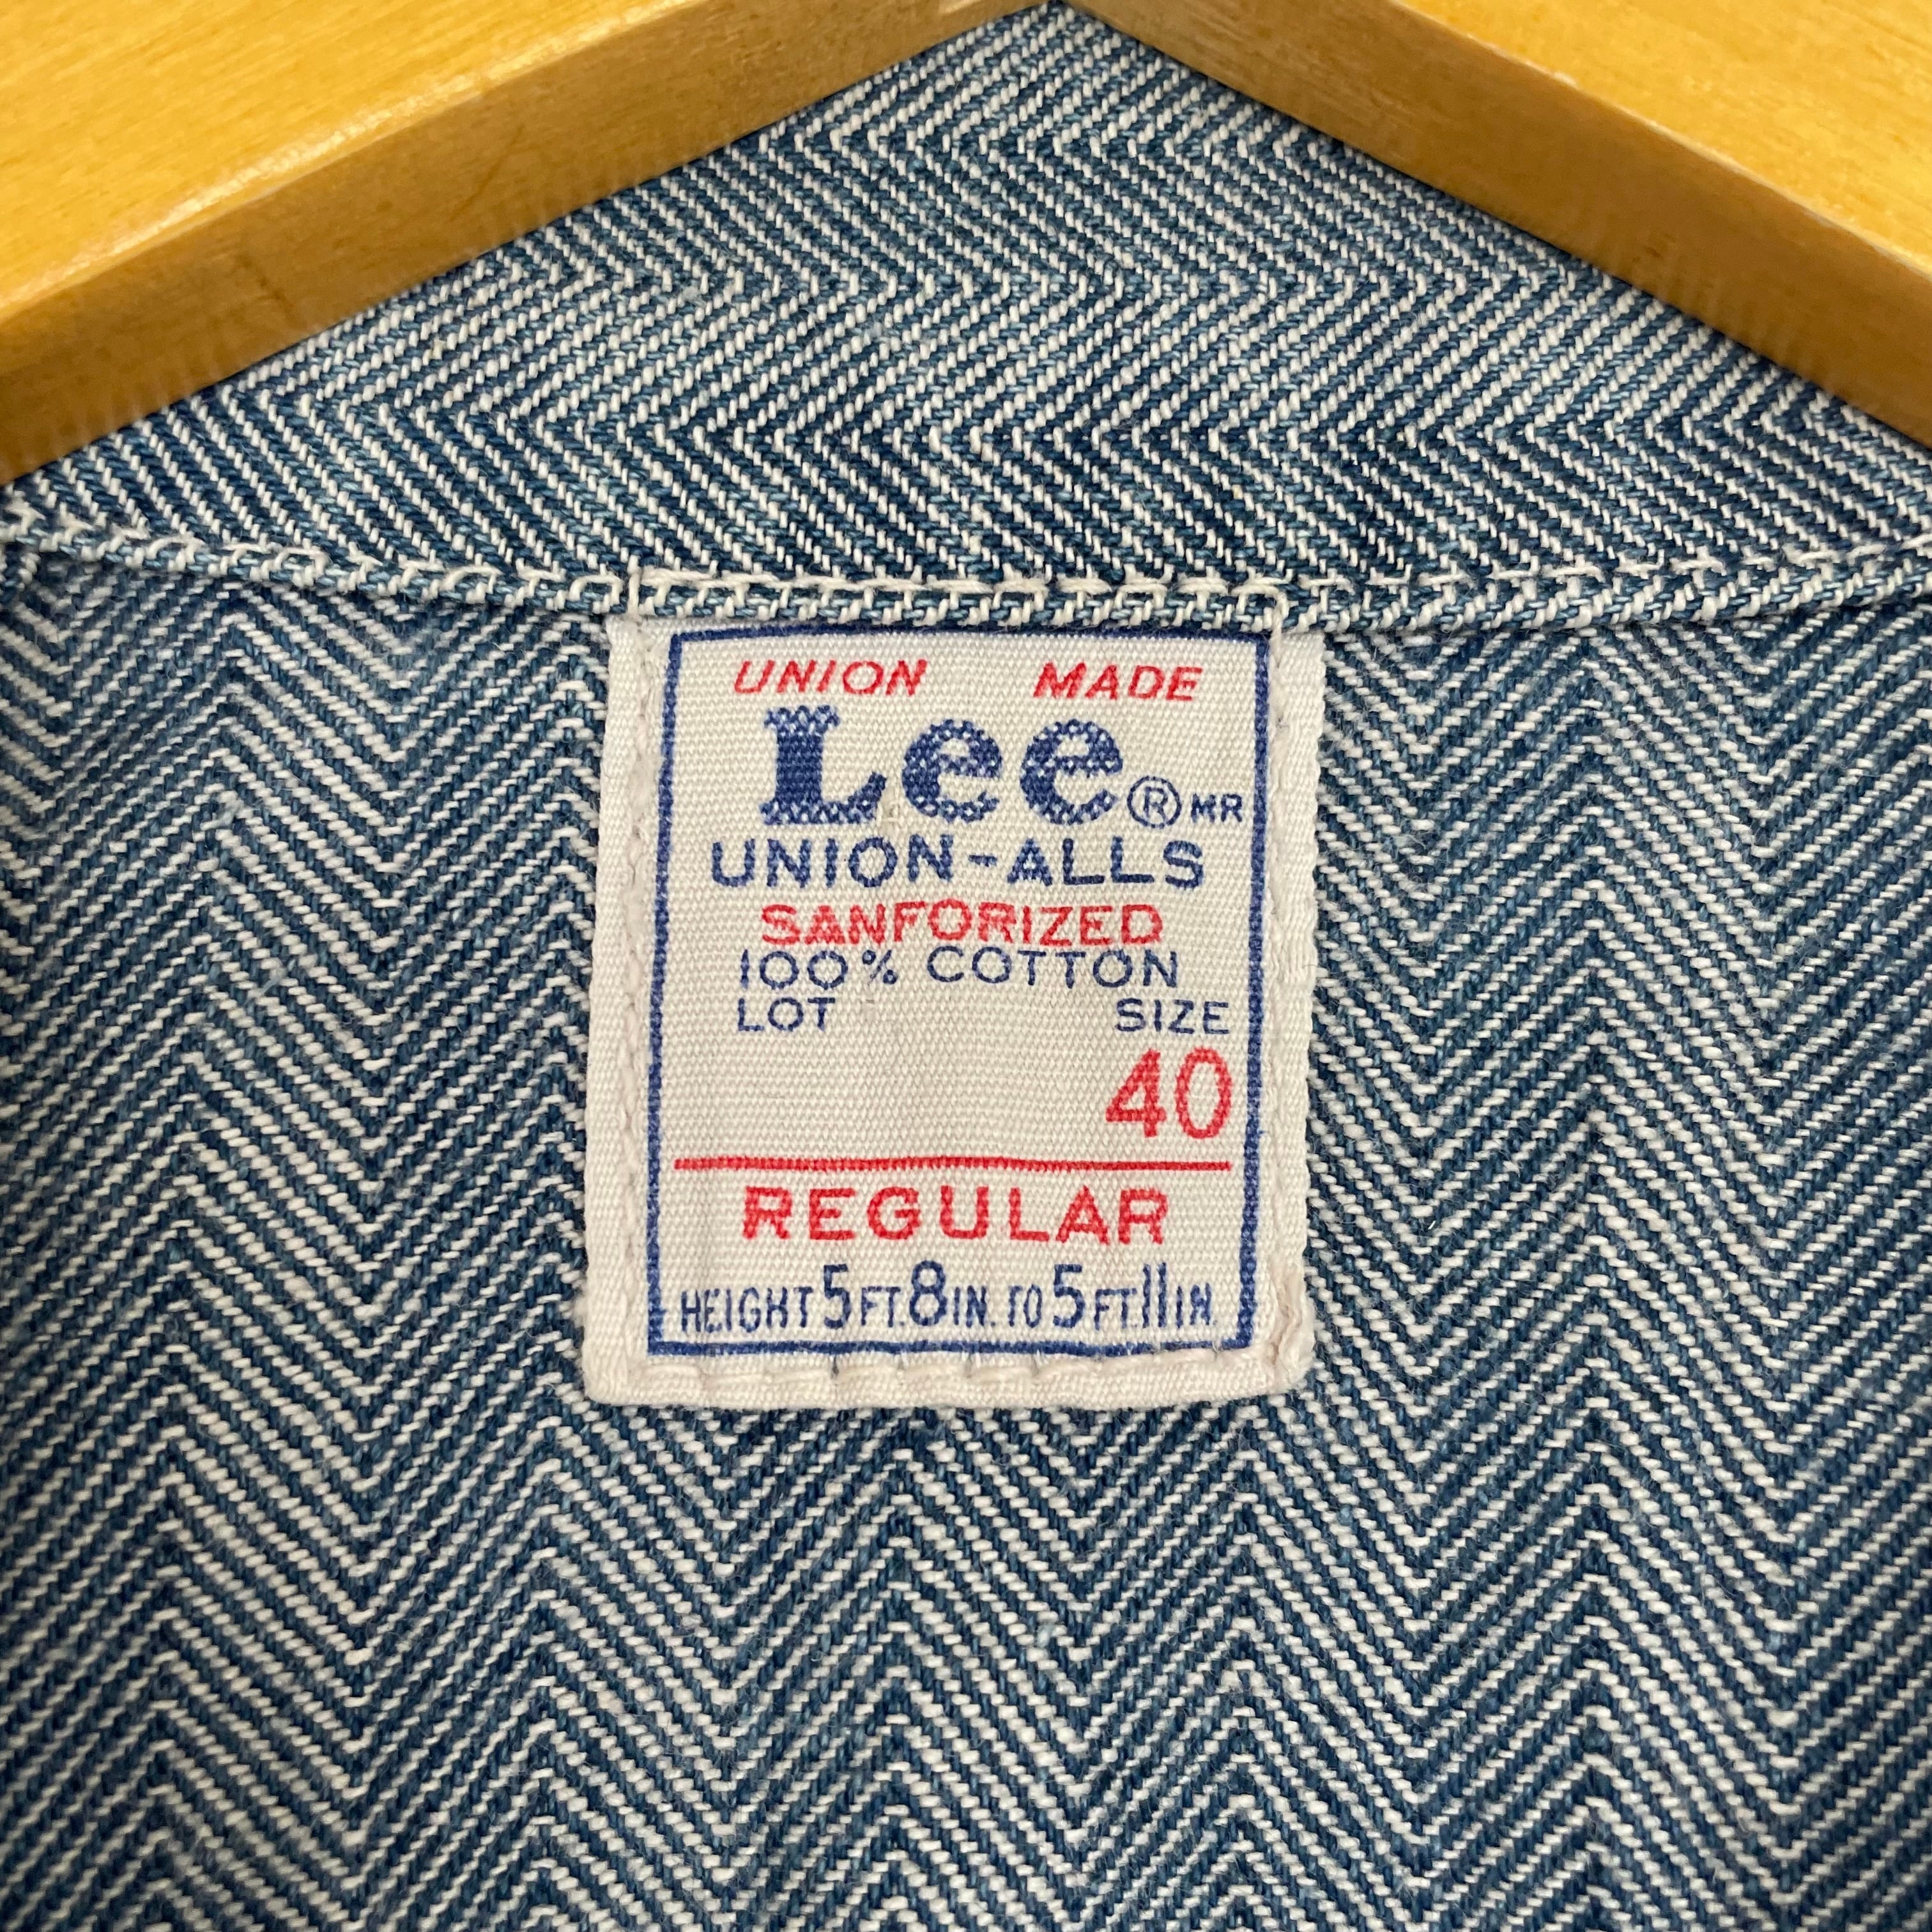 UNION MADE
Lee® MR
UNION-ALLS
SANFORIZED
100% COTTON
LOT SIZE
40
REGULAR
HEIGHT 5 FT. 8 IN. TO 5 FT. 11 IN.